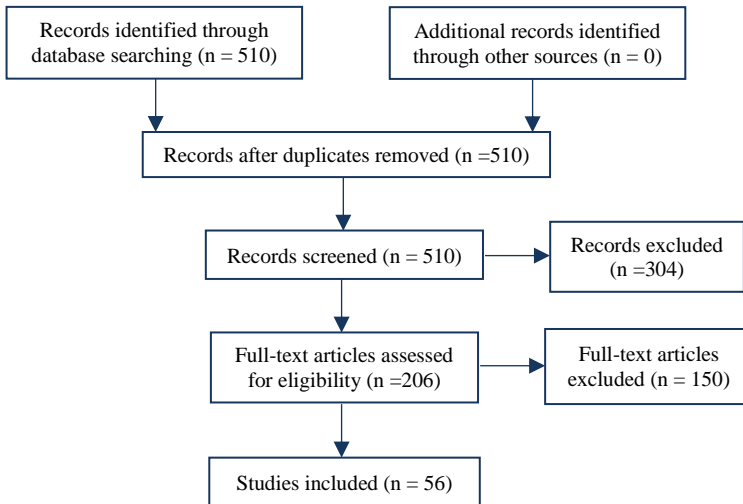 Records identified through
database searching (n = 510)
Additional records identified
through other sources (n = 0)
Records after duplicates removed (n =510)
Records screened (n = 510)
Records excluded
(n =304)
Full-text articles assessed
for eligibility (n =206)
Full-text articles
excluded (n = 150)
Studies included (n = 56)